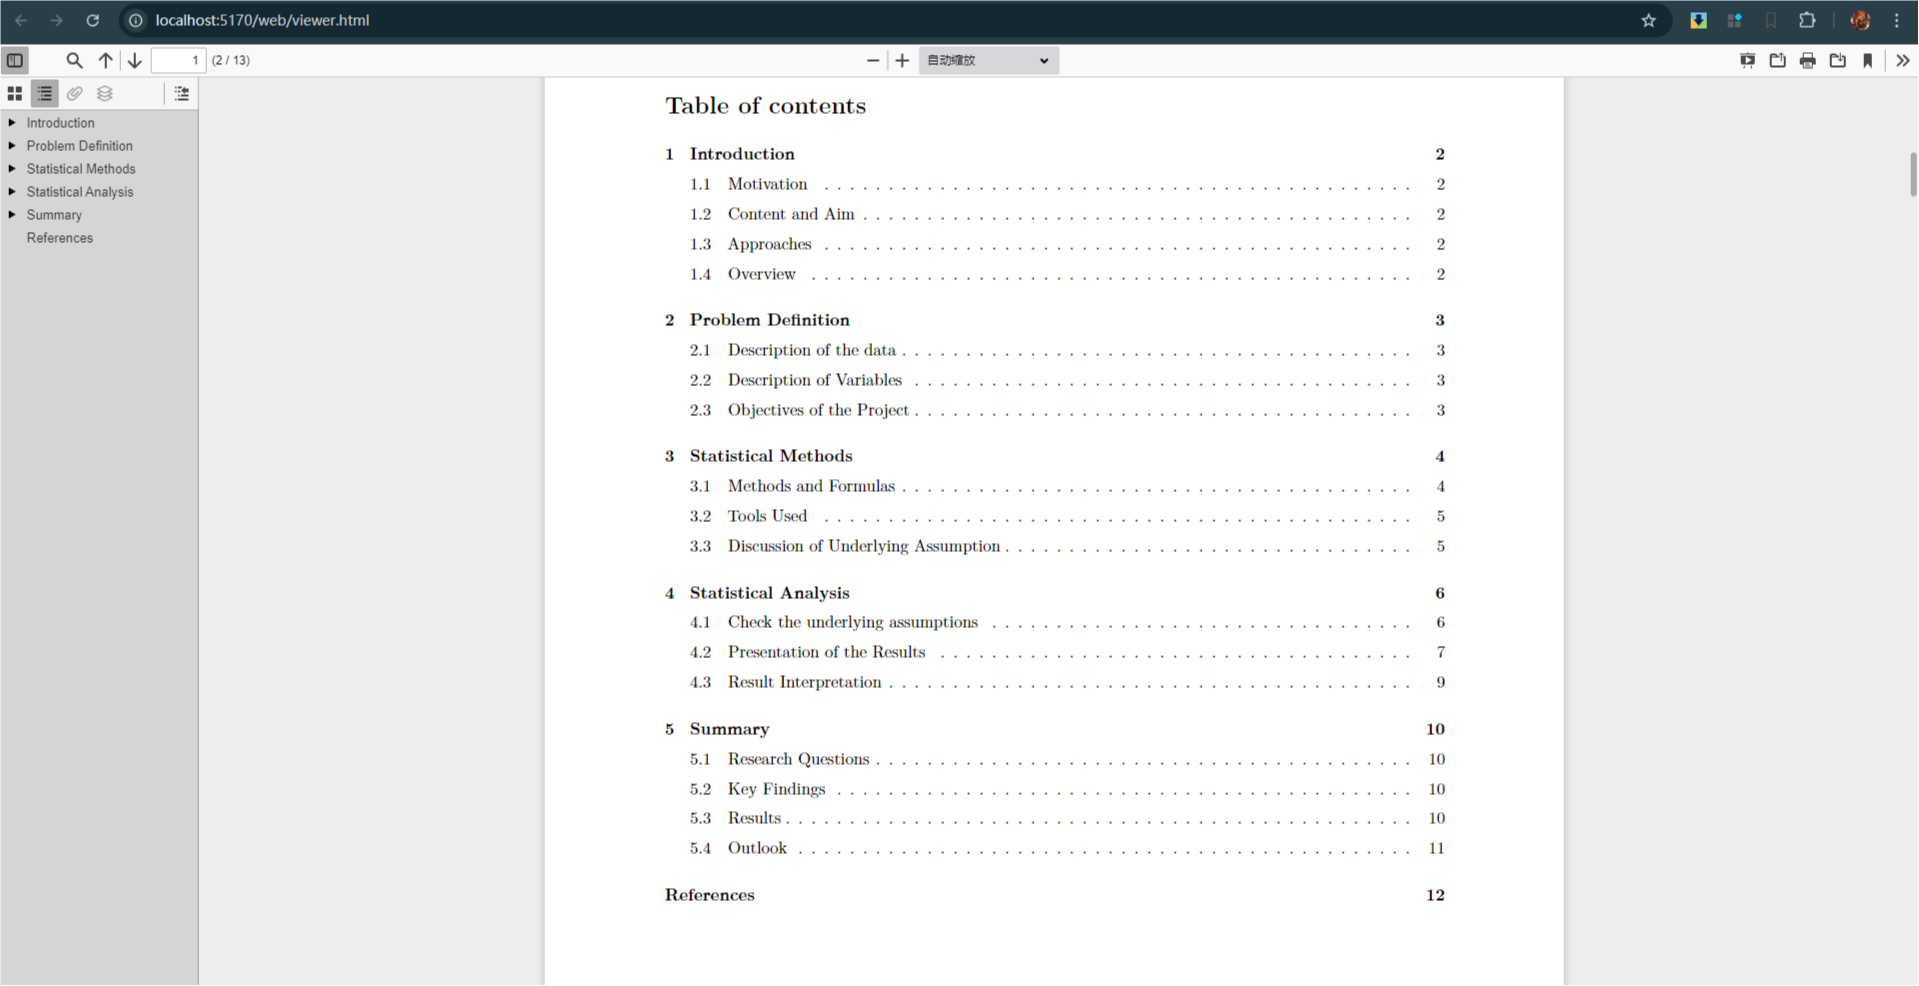 localhost:5170/web/viewer.html
1 (2 / 13) 自动缩放
Introduction
Problem Definition
Statistical Methods
Statistical Analysis
Summary
References
Table of contents
1 Introduction 2
1.1 Motivation . . . . . . . . . . . . . . . . . . . . . . . . . . . . . . . . . . . . . . . . . . . . . . 2
1.2 Content and Aim . . . . . . . . . . . . . . . . . . . . . . . . . . . . . . . . . . . . . . . . . . . 2
1.3 Approaches . . . . . . . . . . . . . . . . . . . . . . . . . . . . . . . . . . . . . . . . . . . . . . 2
1.4 Overview . . . . . . . . . . . . . . . . . . . . . . . . . . . . . . . . . . . . . . . . . . . . . . . 2
2 Problem Definition 3
2.1 Description of the data . . . . . . . . . . . . . . . . . . . . . . . . . . . . . . . . . . . . . . . . 3
2.2 Description of Variables . . . . . . . . . . . . . . . . . . . . . . . . . . . . . . . . . . . . . . . 3
2.3 Objectives of the Project . . . . . . . . . . . . . . . . . . . . . . . . . . . . . . . . . . . . . . . 3
3 Statistical Methods 4
3.1 Methods and Formulas . . . . . . . . . . . . . . . . . . . . . . . . . . . . . . . . . . . . . . . . 4
3.2 Tools Used . . . . . . . . . . . . . . . . . . . . . . . . . . . . . . . . . . . . . . . . . . . . . . 5
3.3 Discussion of Underlying Assumption . . . . . . . . . . . . . . . . . . . . . . . . . . . . . . . . 5
4 Statistical Analysis 6
4.1 Check the underlying assumptions . . . . . . . . . . . . . . . . . . . . . . . . . . . . . . . . . 6
4.2 Presentation of the Results . . . . . . . . . . . . . . . . . . . . . . . . . . . . . . . . . . . . . 7
4.3 Result Interpretation . . . . . . . . . . . . . . . . . . . . . . . . . . . . . . . . . . . . . . . . . 9
5 Summary 10
5.1 Research Questions . . . . . . . . . . . . . . . . . . . . . . . . . . . . . . . . . . . . . . . . . . 10
5.2 Key Findings . . . . . . . . . . . . . . . . . . . . . . . . . . . . . . . . . . . . . . . . . . . . . 10
5.3 Results . . . . . . . . . . . . . . . . . . . . . . . . . . . . . . . . . . . . . . . . . . . . . . . . . 10
5.4 Outlook . . . . . . . . . . . . . . . . . . . . . . . . . . . . . . . . . . . . . . . . . . . . . . . . 11
References 12